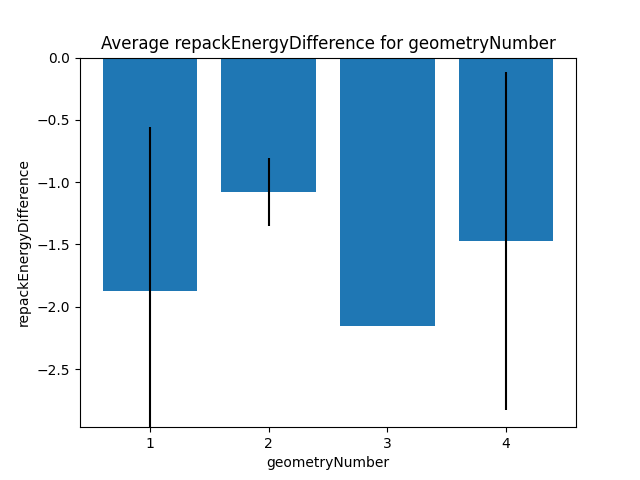 Average repackEnergyDifference for geometryNumber
0.0
−0.5
−1.0
−1.5
−2.0
−2.5
repackEnergyDifference
1 2 3 4
geometryNumber